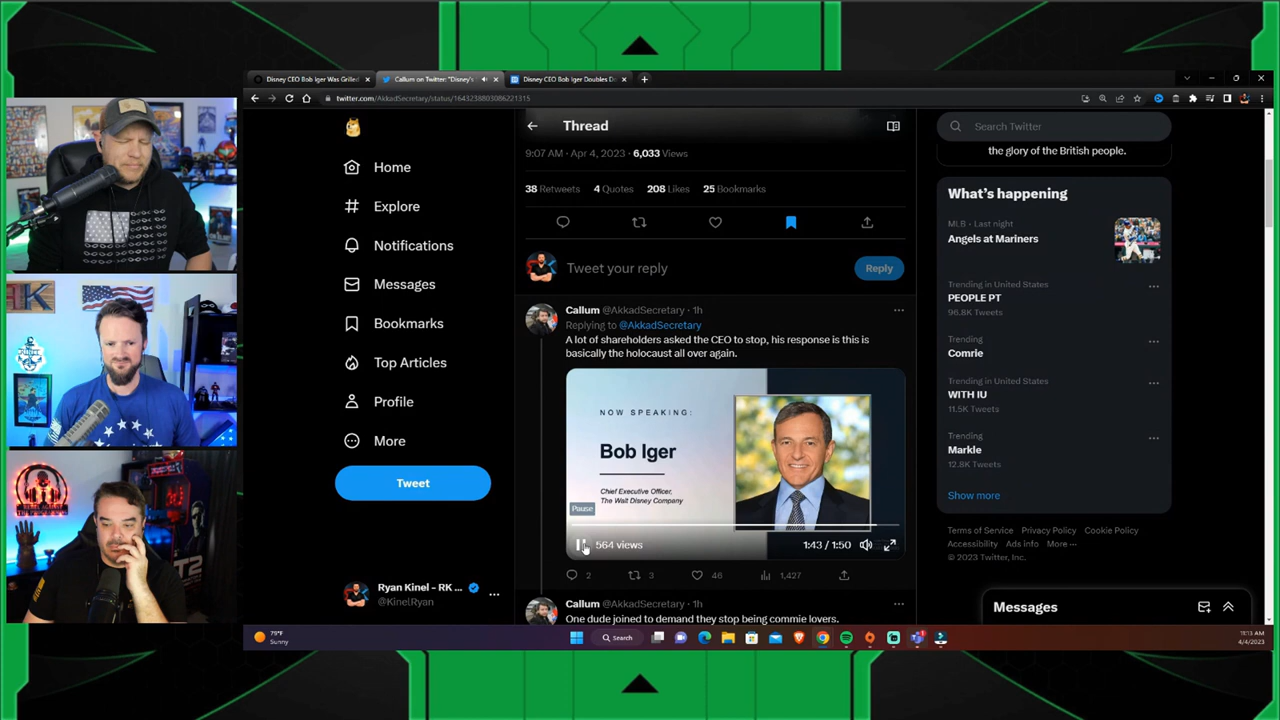 Disney CEO Bob Iger Was Grilled
Callum on Twitter: "Disney's
Disney CEO Bob Iger Doubles Do
twitter.com/AkkadSecretary/status/1643238803086221315
Home
Explore
Notifications
Messages
Bookmarks
Top Articles
Profile
More
Tweet
Ryan Kinel - RK ...
@KinelRyan
Thread
9:07 AM · Apr 4, 2023 · 6,033 Views
38 Retweets 4 Quotes 208 Likes 25 Bookmarks
Tweet your reply
Reply
Callum @AkkadSecretary · 1h
Replying to @AkkadSecretary
A lot of shareholders asked the CEO to stop, his response is this is
basically the holocaust all over again.
NOW SPEAKING:
Bob Iger
Chief Executive Officer,
The Walt Disney Company
Pause
564 views
1:43 / 1:50
2 3 46 1,427
Callum @AkkadSecretary · 1h
One dude joined to demand they stop being commie lovers.
Search Twitter
the glory of the British people.
What's happening
MLB · Last night
Angels at Mariners
Trending in United States
PEOPLE PT
96.8K Tweets
Trending
Comrie
Trending in United States
WITH IU
11.5K Tweets
Trending
Markle
12.8K Tweets
Show more
Terms of Service Privacy Policy Cookie Policy
Accessibility Ads info More ···
© 2023 Twitter, Inc.
Messages
79°F
Sunny
Search
11:13 AM
4/4/2023